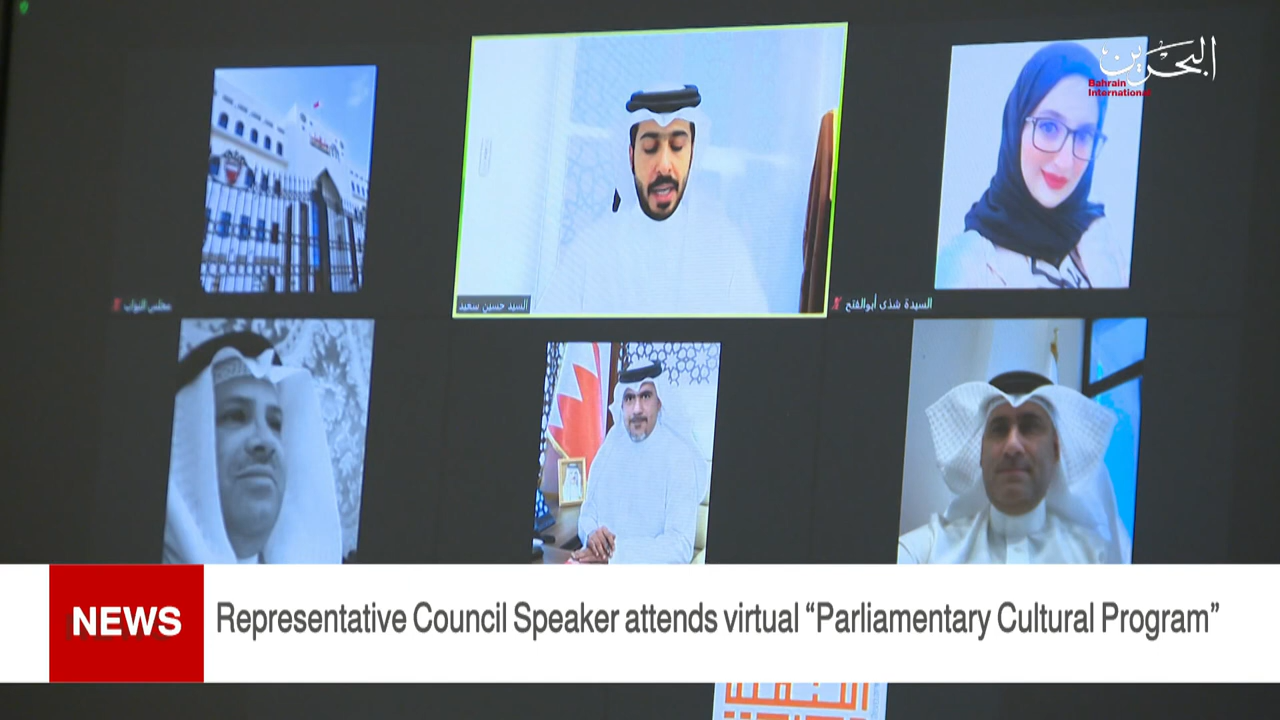 البحرين
Bahrain
International
مجلس النواب
السيد حسين سعيد
السيدة شذى أبوالفتح
NEWS
Representative Council Speaker attends virtual “Parliamentary Cultural Program”